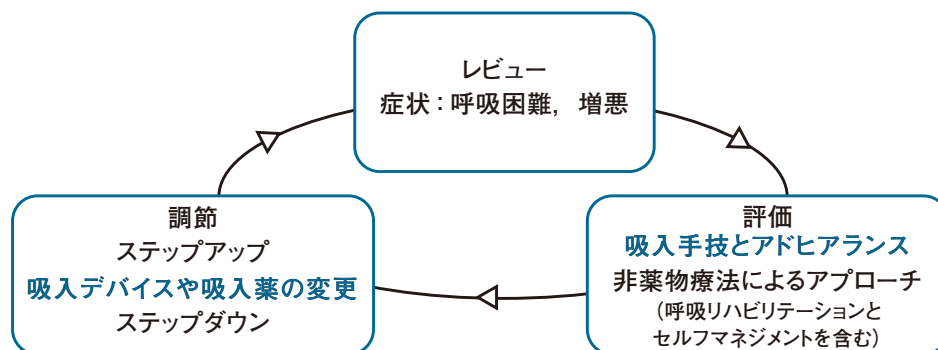 レビュー
症状：呼吸困難，増悪
調節
ステップアップ
吸入デバイスや吸入薬の変更
ステップダウン
評価
吸入手技とアドヒアランス
非薬物療法によるアプローチ
（呼吸リハビリテーションと
セルフマネジメントを含む）